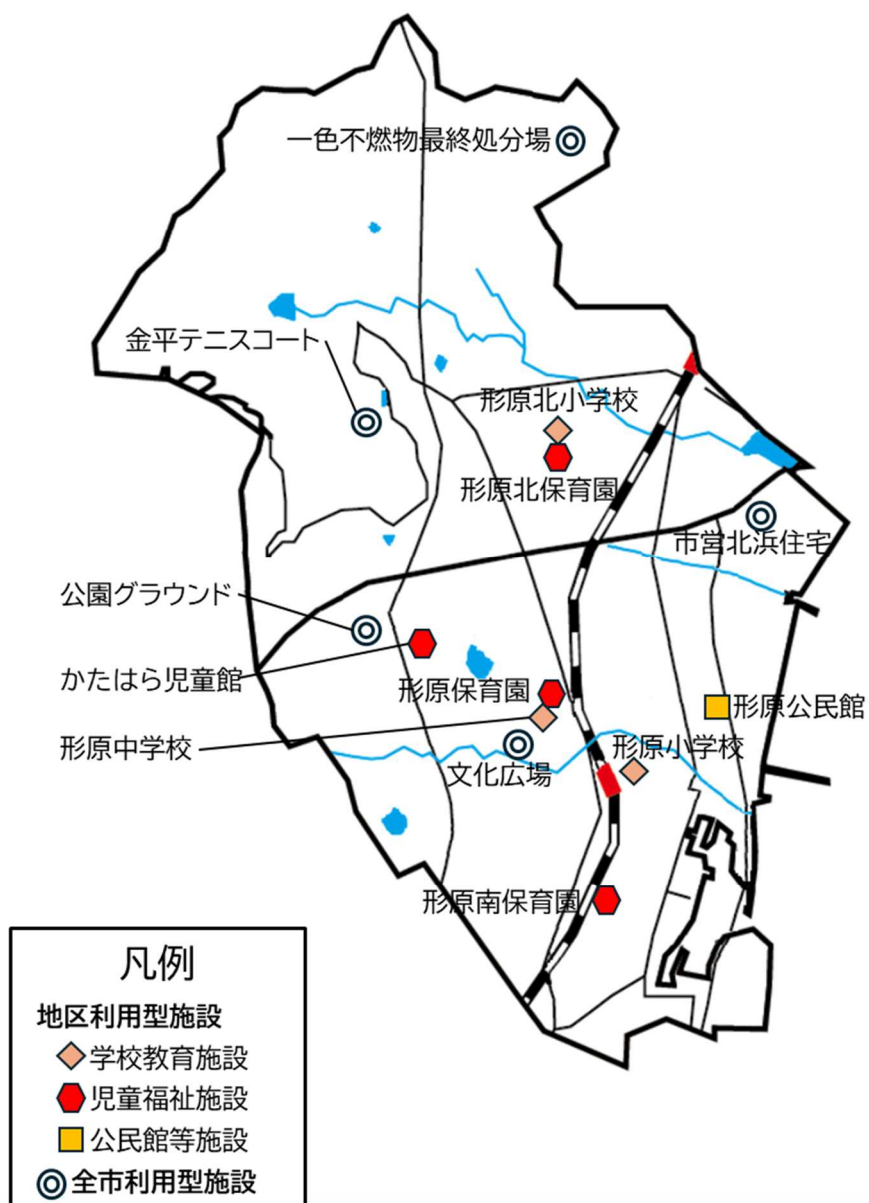 一色不燃物最終処分場
金平テニスコート
形原北小学校
形原北保育園
市営北浜住宅
公園グラウンド
かたはら児童館
形原保育園
形原公民館
形原中学校
形原小学校
文化広場
形原南保育園
凡例
地区利用型施設
学校教育施設
児童福祉施設
公民館等施設
全市利用型施設